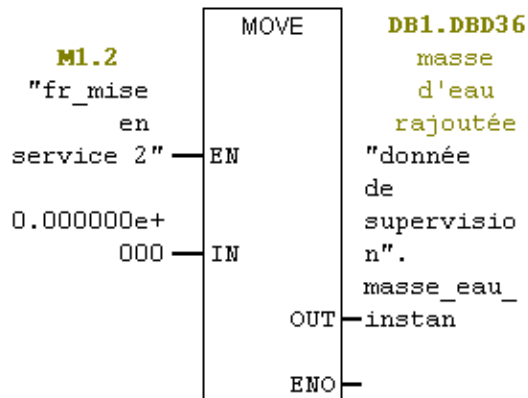 MOVE
M1.2
"fr_mise
en
service 2"
EN
0.000000e+
000
IN
DB1.DBD36
masse
d'eau
rajoutée
"donnée
de
supervisio
n".
masse_eau_
instan
OUT
ENO